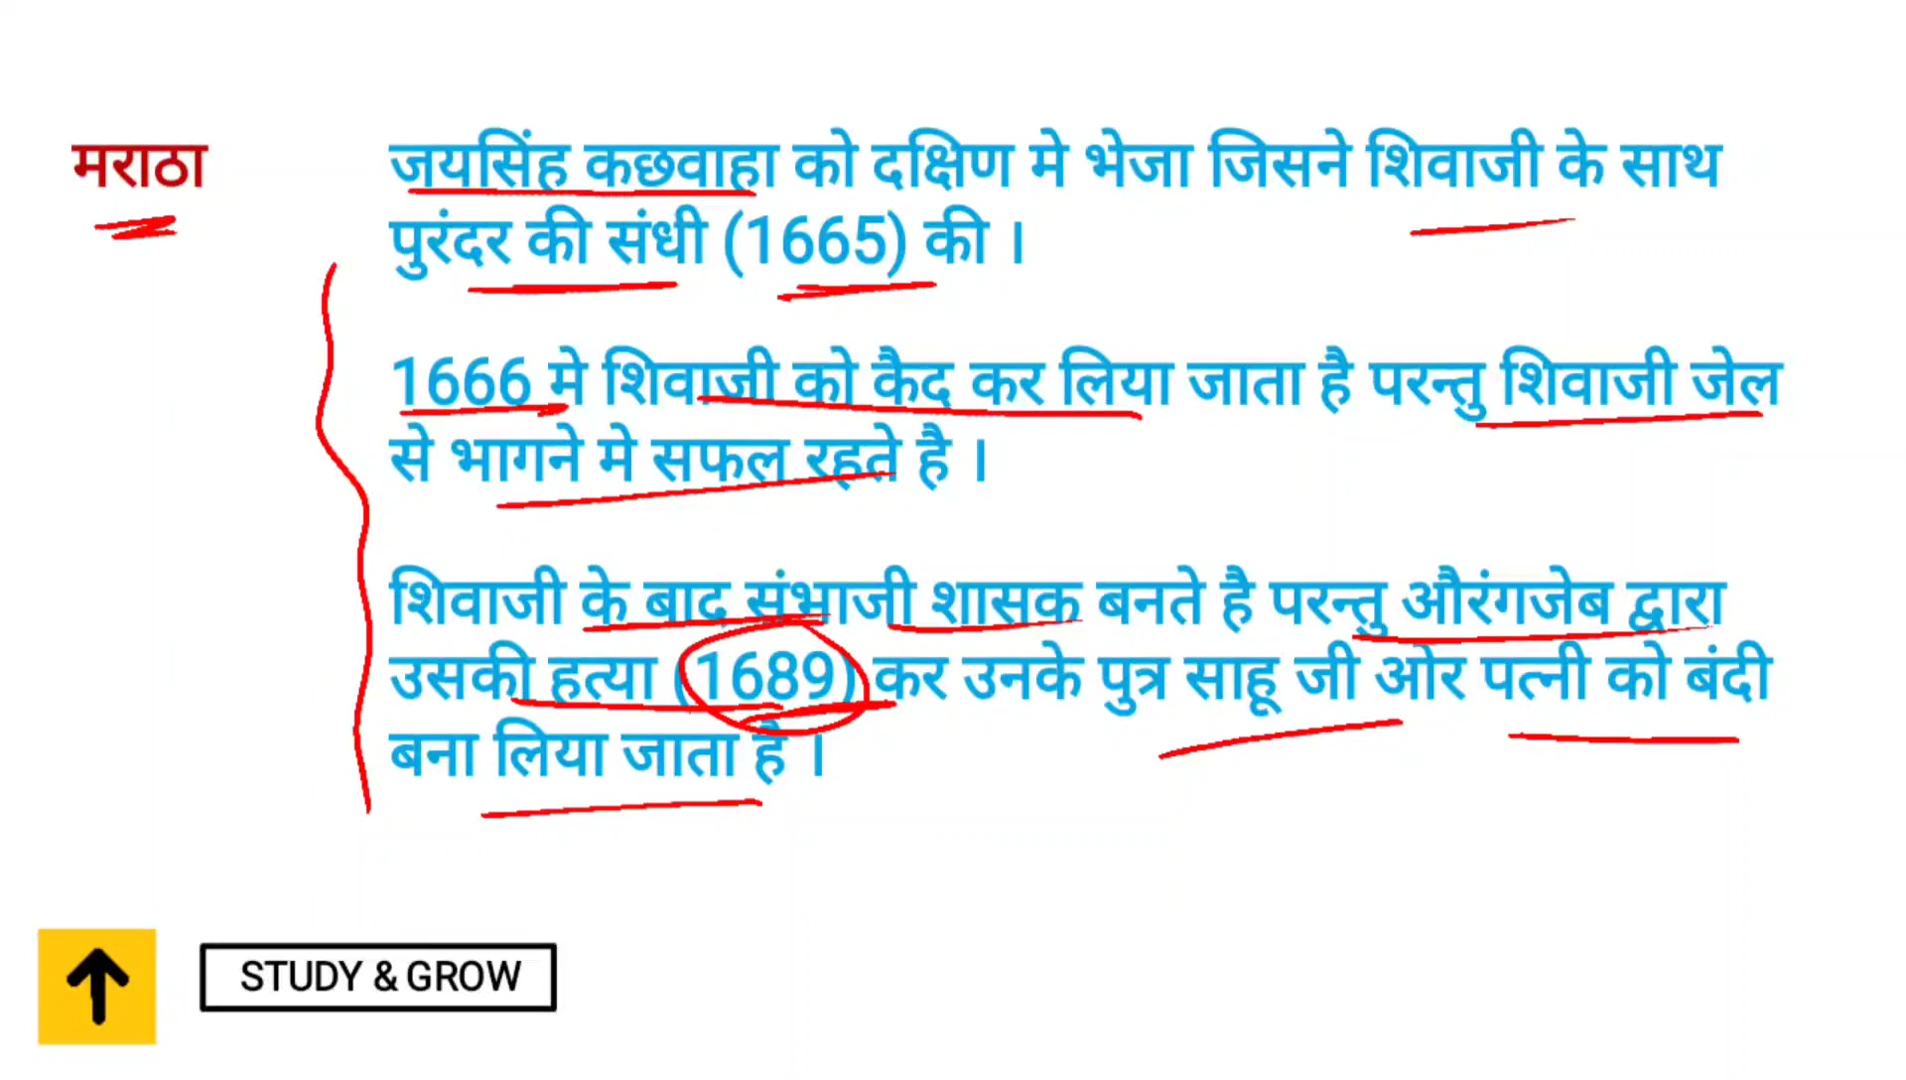 मराठा
जयसिंह कछवाहा को दक्षिण मे भेजा जिसने शिवाजी के साथ
पुरंदर की संधी (1665) की ।
1666 मे शिवाजी को कैद कर लिया जाता है परन्तु शिवाजी जेल
से भागने मे सफल रहते है ।
शिवाजी के बाद संभाजी शासक बनते है परन्तु औरंगजेब द्वारा
उसकी हत्या (1689) कर उनके पुत्र साहू जी ओर पत्नी को बंदी
बना लिया जाता है ।
STUDY & GROW